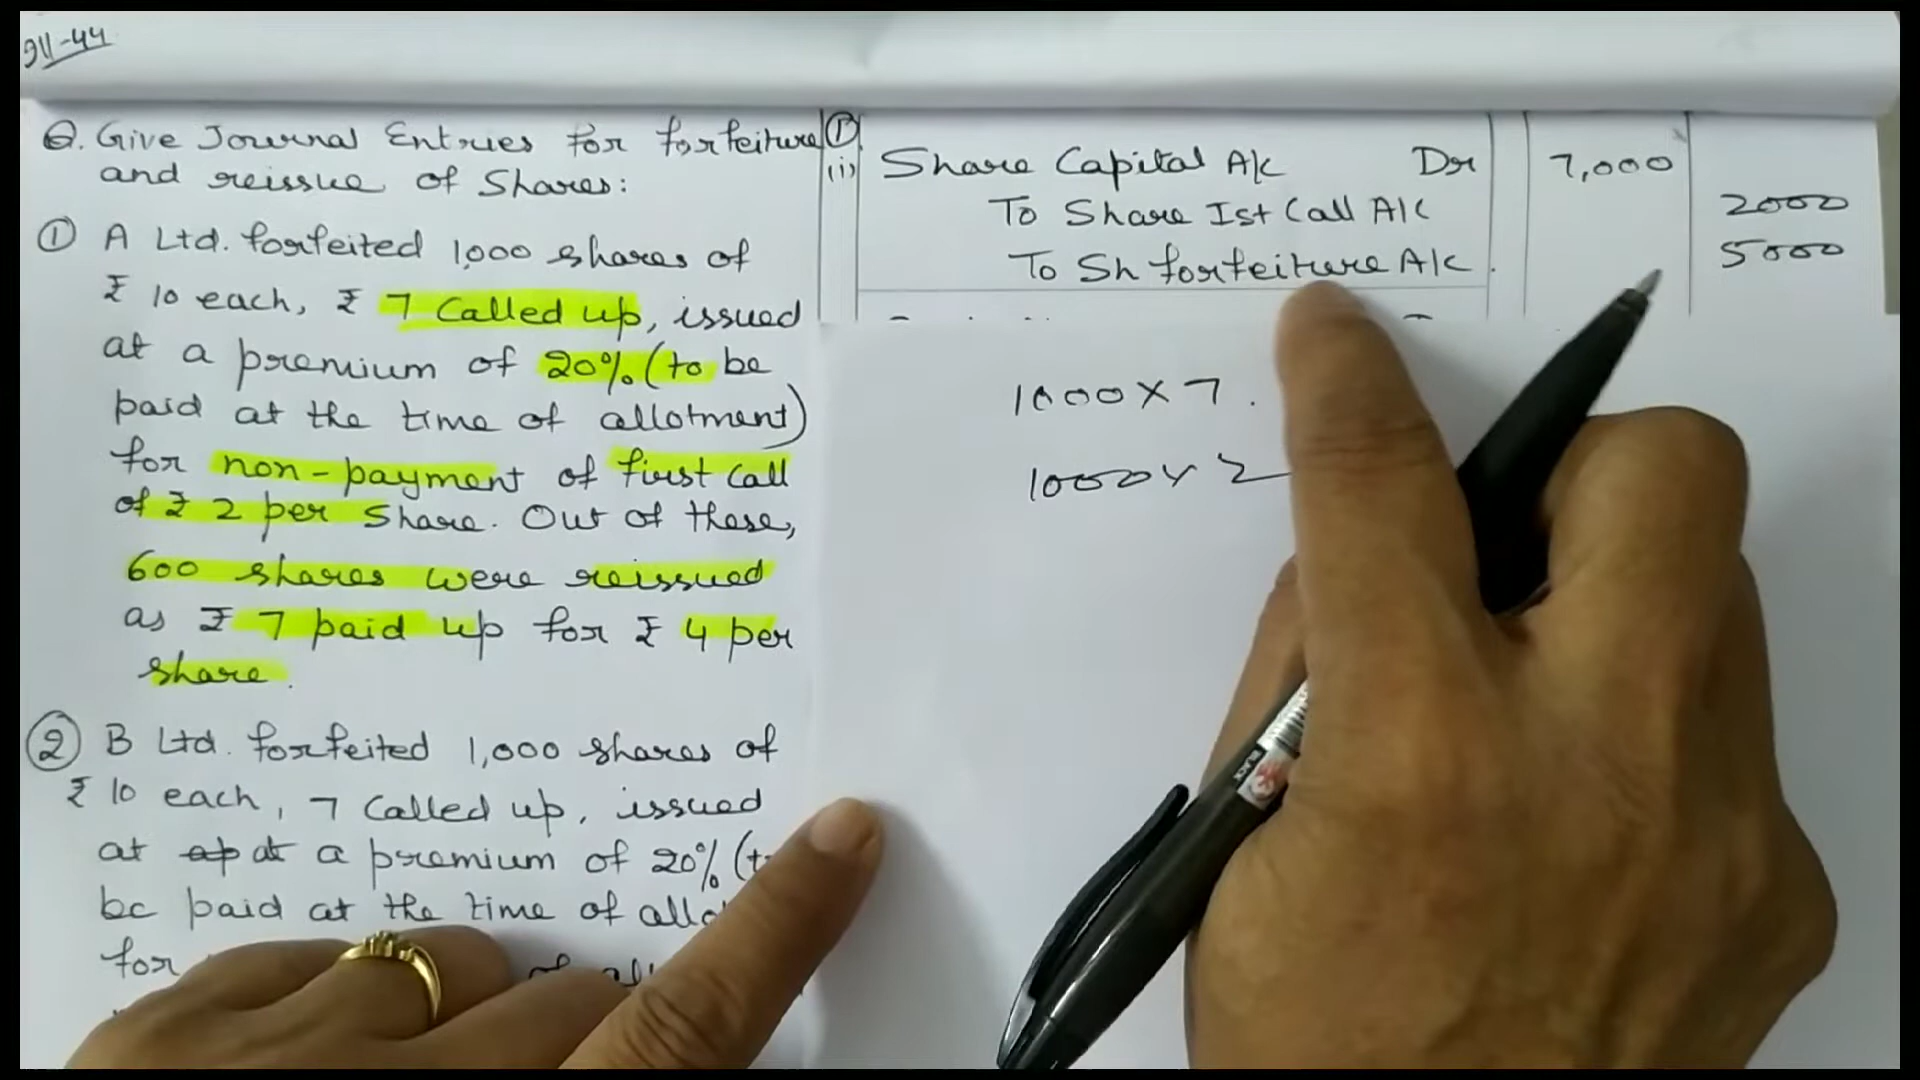 911-44
Q. Give Journal Entries for forfeiture
and reissue of Shares:
① A Ltd. forfeited 1,000 shares of
₹ 10 each, ₹ 7 Called up, issued
at a premium of 20% (to be
paid at the time of allotment)
for non-payment of first call
of ₹ 2 per share. Out of these,
600 shares were reissued
as ₹ 7 paid up for ₹ 4 per
share.
② B Ltd. forfeited 1,000 shares of
₹ 10 each, 7 Called up, issued
at ap at a premium of 20% (
be paid at the time of
for
①
(i) Share Capital A/c Dr 7,000
To Share Ist Call A/C 2000
To Sh forfeiture A/C. 5000
1000 X 7.
1000 X 2
BLACK